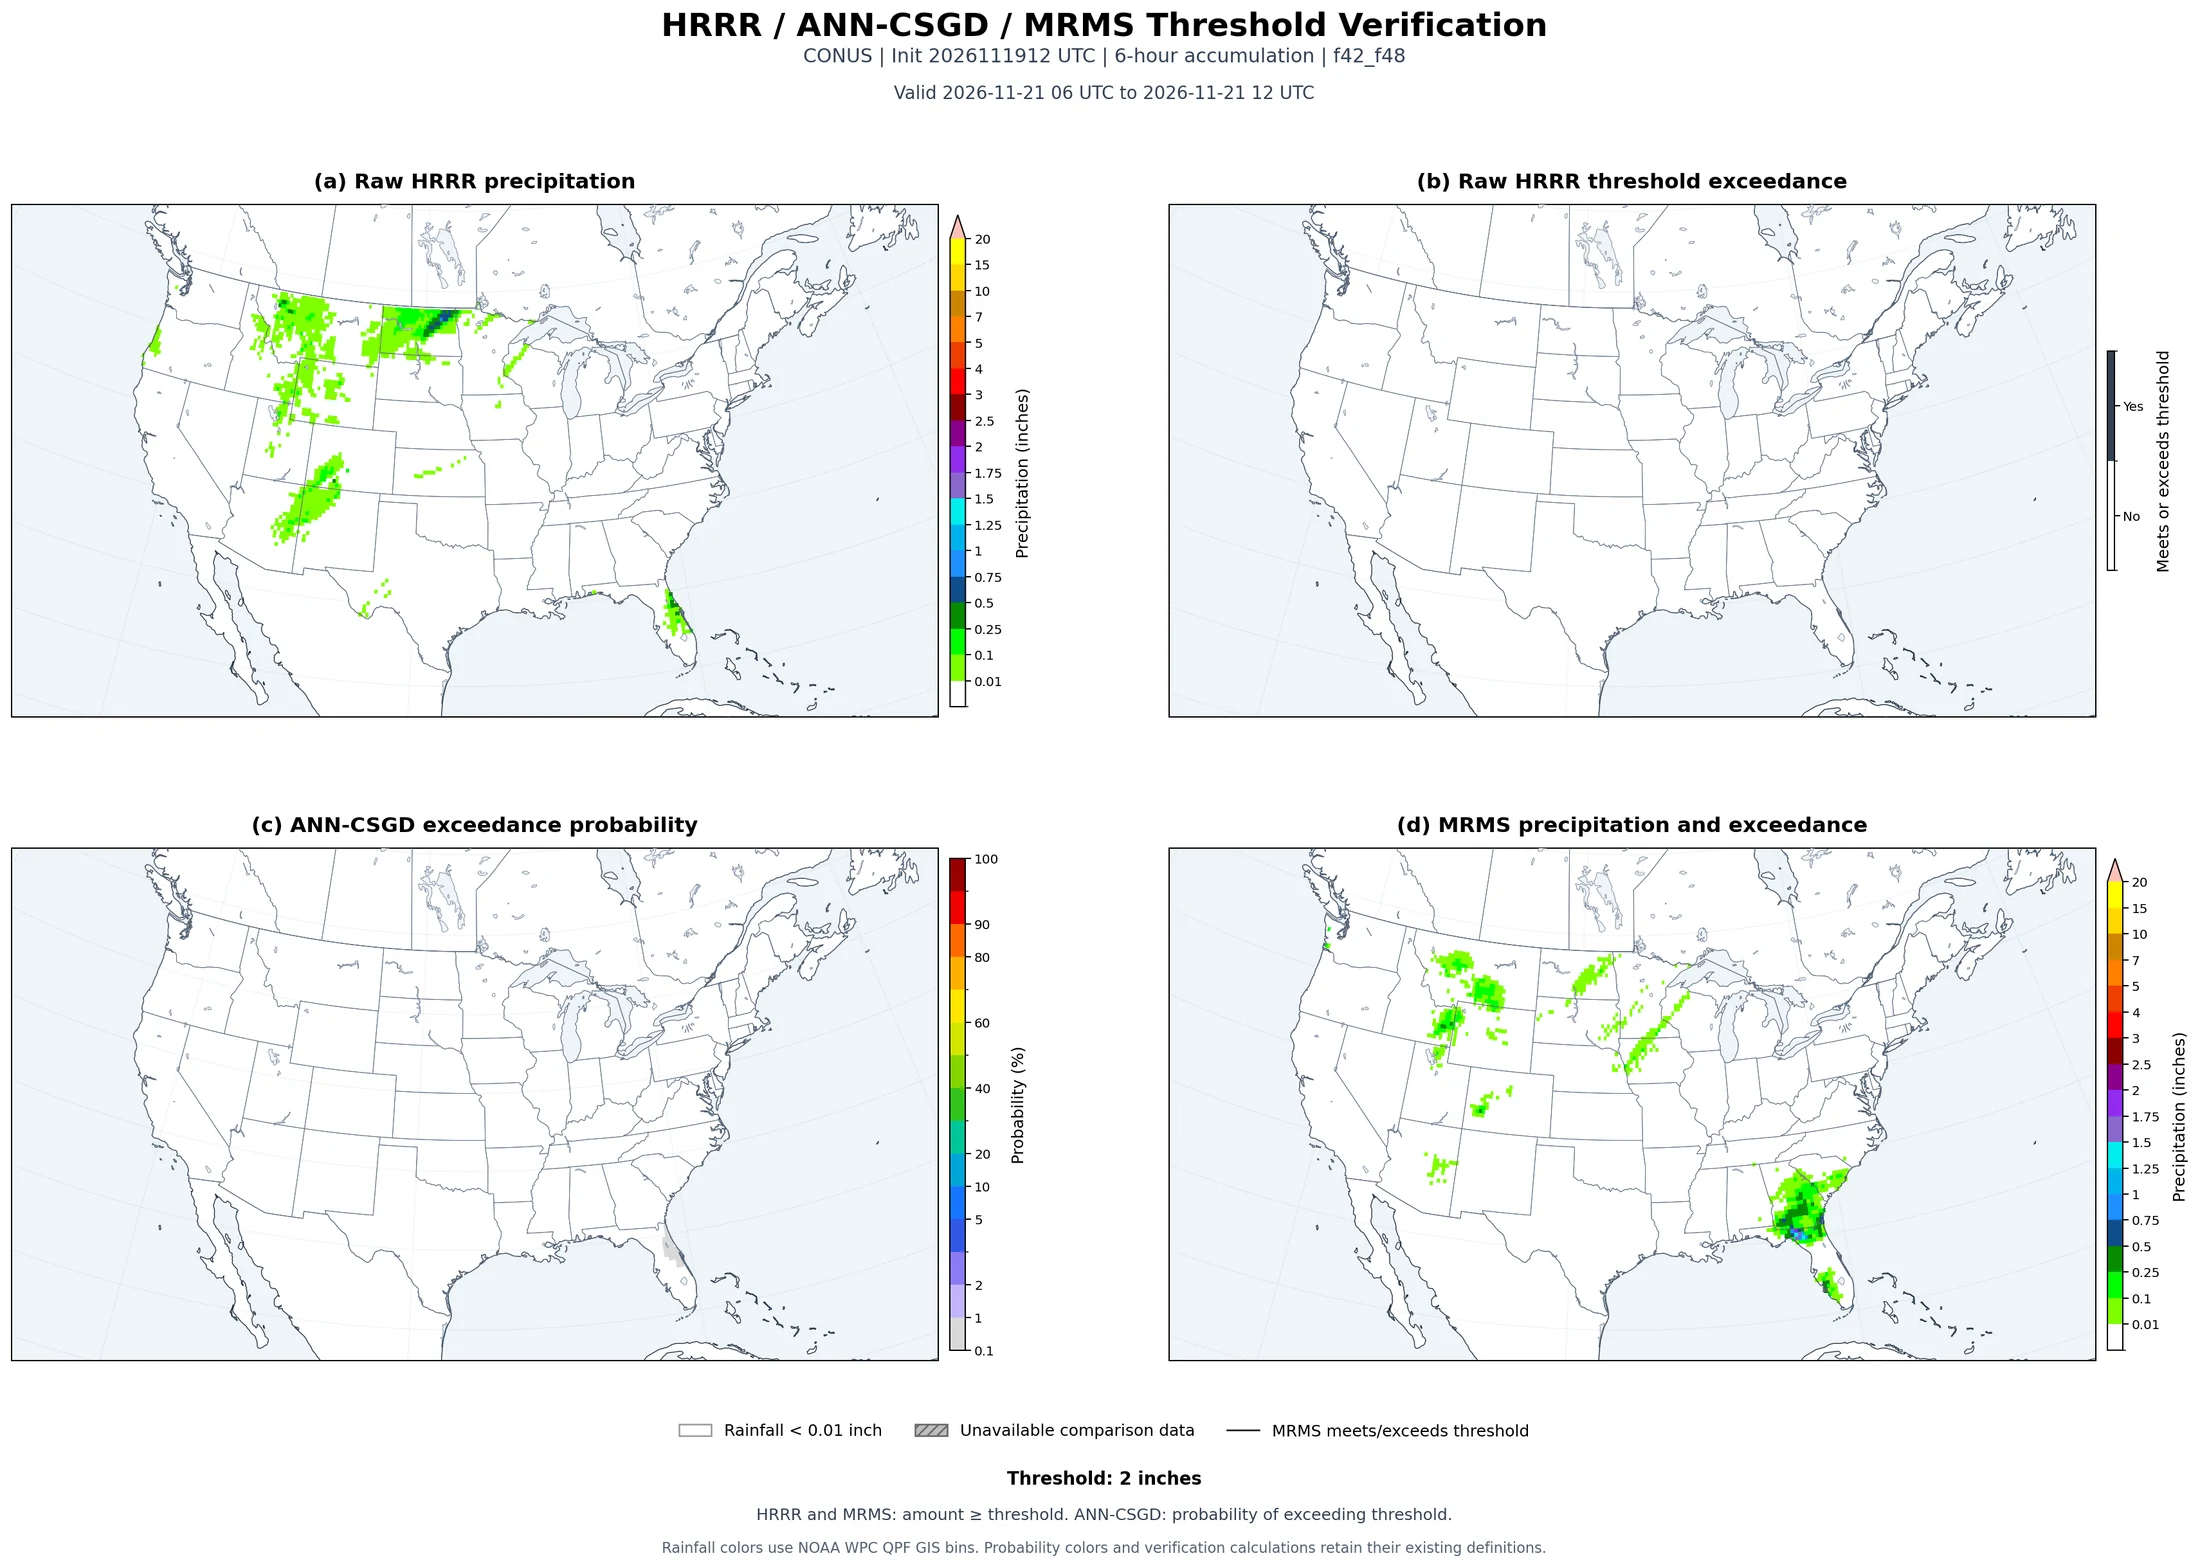 HRRR / ANN-CSGD / MRMS Threshold Verification
CONUS | Init 2026111912 UTC | 6-hour accumulation | f42_f48
Valid 2026-11-21 06 UTC to 2026-11-21 12 UTC
(a) Raw HRRR precipitation
20
15
10
7
5
4
3
2.5
2
1.75
1.5
1.25
1
0.75
0.5
0.25
0.1
0.01
Precipitation (inches)
(b) Raw HRRR threshold exceedance
Yes
No
Meets or exceeds threshold
(c) ANN-CSGD exceedance probability
100
90
80
60
40
20
10
5
2
1
0.1
Probability (%)
(d) MRMS precipitation and exceedance
20
15
10
7
5
4
3
2.5
2
1.75
1.5
1.25
1
0.75
0.5
0.25
0.1
0.01
Precipitation (inches)
Rainfall < 0.01 inch
Unavailable comparison data
MRMS meets/exceeds threshold
Threshold: 2 inches
HRRR and MRMS: amount ≥ threshold. ANN-CSGD: probability of exceeding threshold.
Rainfall colors use NOAA WPC QPF GIS bins. Probability colors and verification calculations retain their existing definitions.